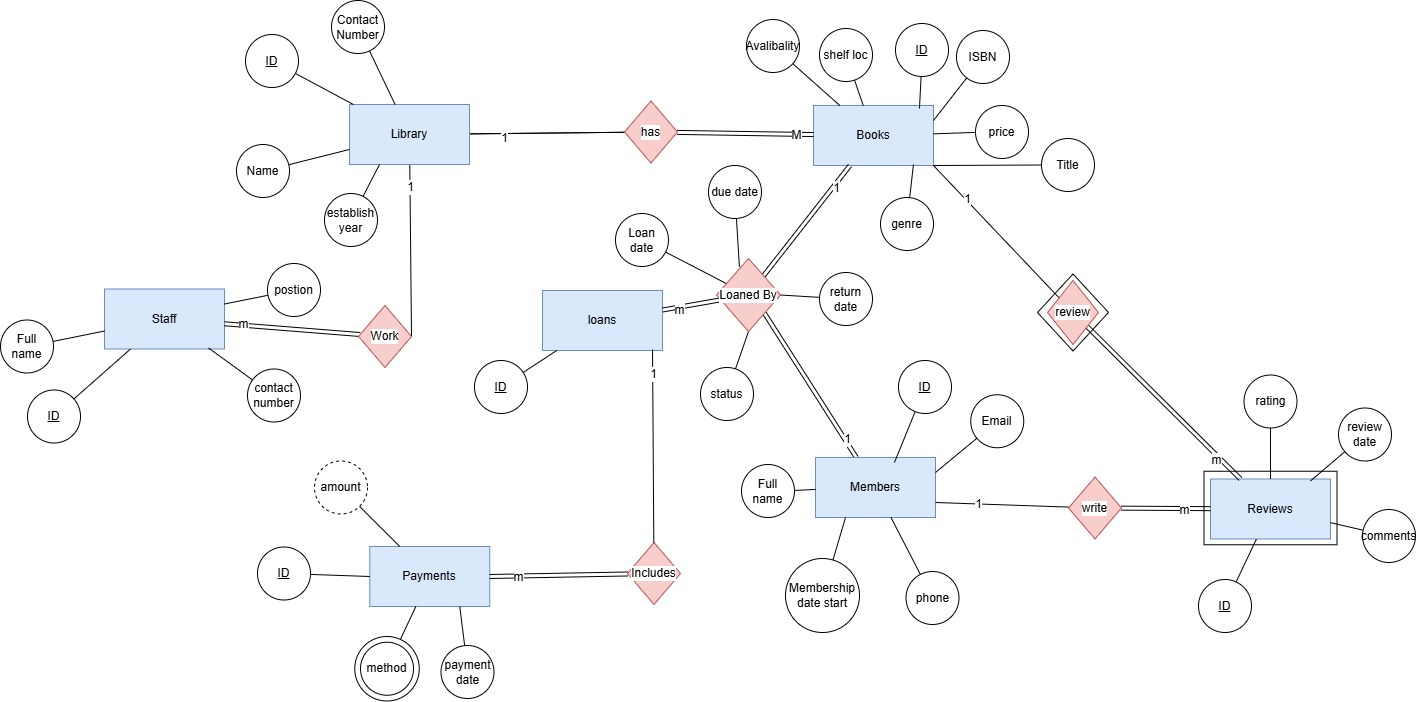 Contact
Number
ID
Library
Name
establish
year
1
1
has
M
Avalibality
shelf loc
ID
ISBN
Books
price
Title
genre
1
1
due date
Loan
date
Loaned By
return
date
status
m
loans
ID
1
1
postion
Staff
m
Work
Full
name
ID
contact
number
review
m
ID
Email
Full
name
Members
1
write
m
Membership
date start
phone
rating
review
date
Reviews
comments
ID
amount
ID
Payments
m
Includes
method
payment
date